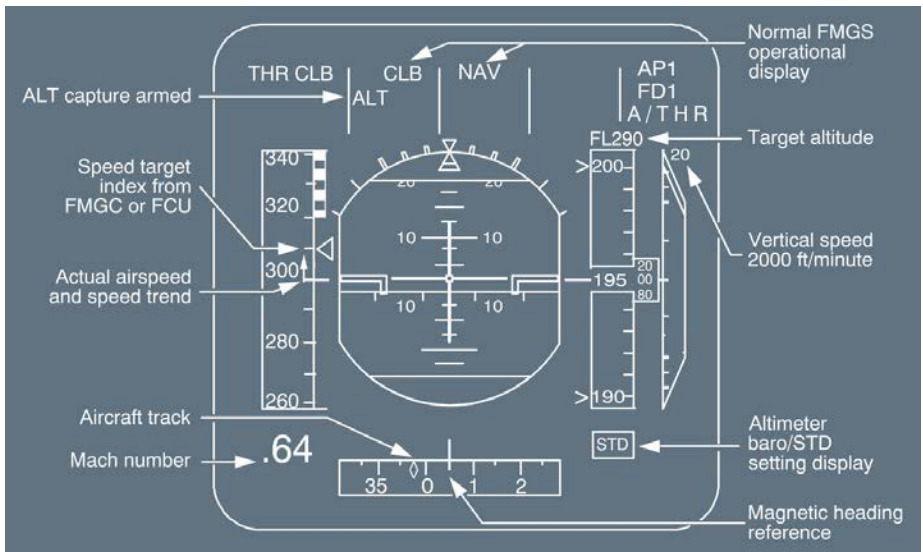 Normal FMGS
operational
display
THR CLB
CLB
NAV
AP1
FD1
A/THR
ALT capture armed
ALT
FL290
Target altitude
Speed target
index from
FMGC or FCU
340
320
300
280
260
20
20
10
10
10
10
>200
195
20
00
80
>190
20
Vertical speed
2000 ft/minute
Actual airspeed
and speed trend
Aircraft track
Mach number
.64
STD
Altimeter
baro/STD
setting display
35
0
1
2
Magnetic heading
reference